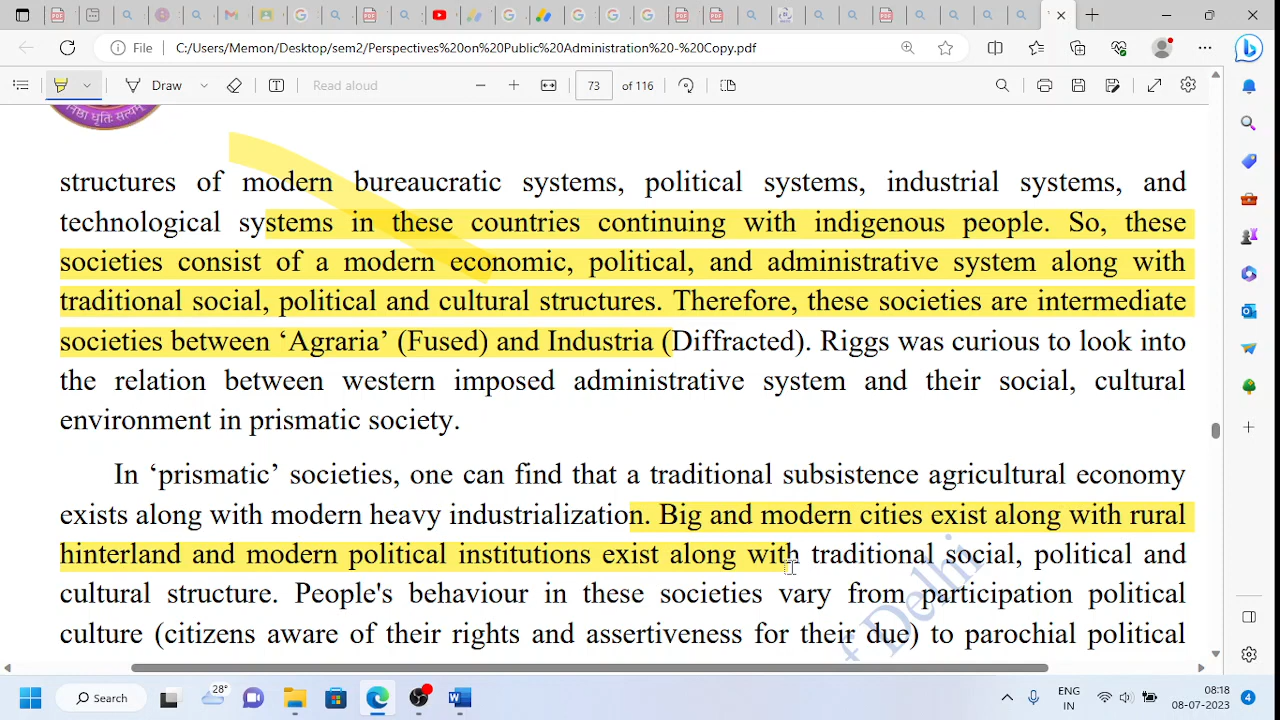 File
C:/Users/Memon/Desktop/sem2/Perspectives%20on%20Public%20Administration%20-%20Copy.pdf
Draw
Read aloud
73
of 116
निष्ठा धृतिः सत्यम्
structures of modern bureaucratic systems, political systems, industrial systems, and
technological systems in these countries continuing with indigenous people. So, these
societies consist of a modern economic, political, and administrative system along with
traditional social, political and cultural structures. Therefore, these societies are intermediate
societies between ‘Agraria’ (Fused) and Industria (Diffracted). Riggs was curious to look into
the relation between western imposed administrative system and their social, cultural
environment in prismatic society.
In ‘prismatic’ societies, one can find that a traditional subsistence agricultural economy
exists along with modern heavy industrialization. Big and modern cities exist along with rural
hinterland and modern political institutions exist along with traditional social, political and
cultural structure. People's behaviour in these societies vary from participation political
culture (citizens aware of their rights and assertiveness for their due) to parochial political
f Delhi
28°
Search
ENG
IN
08:18
08-07-2023
4